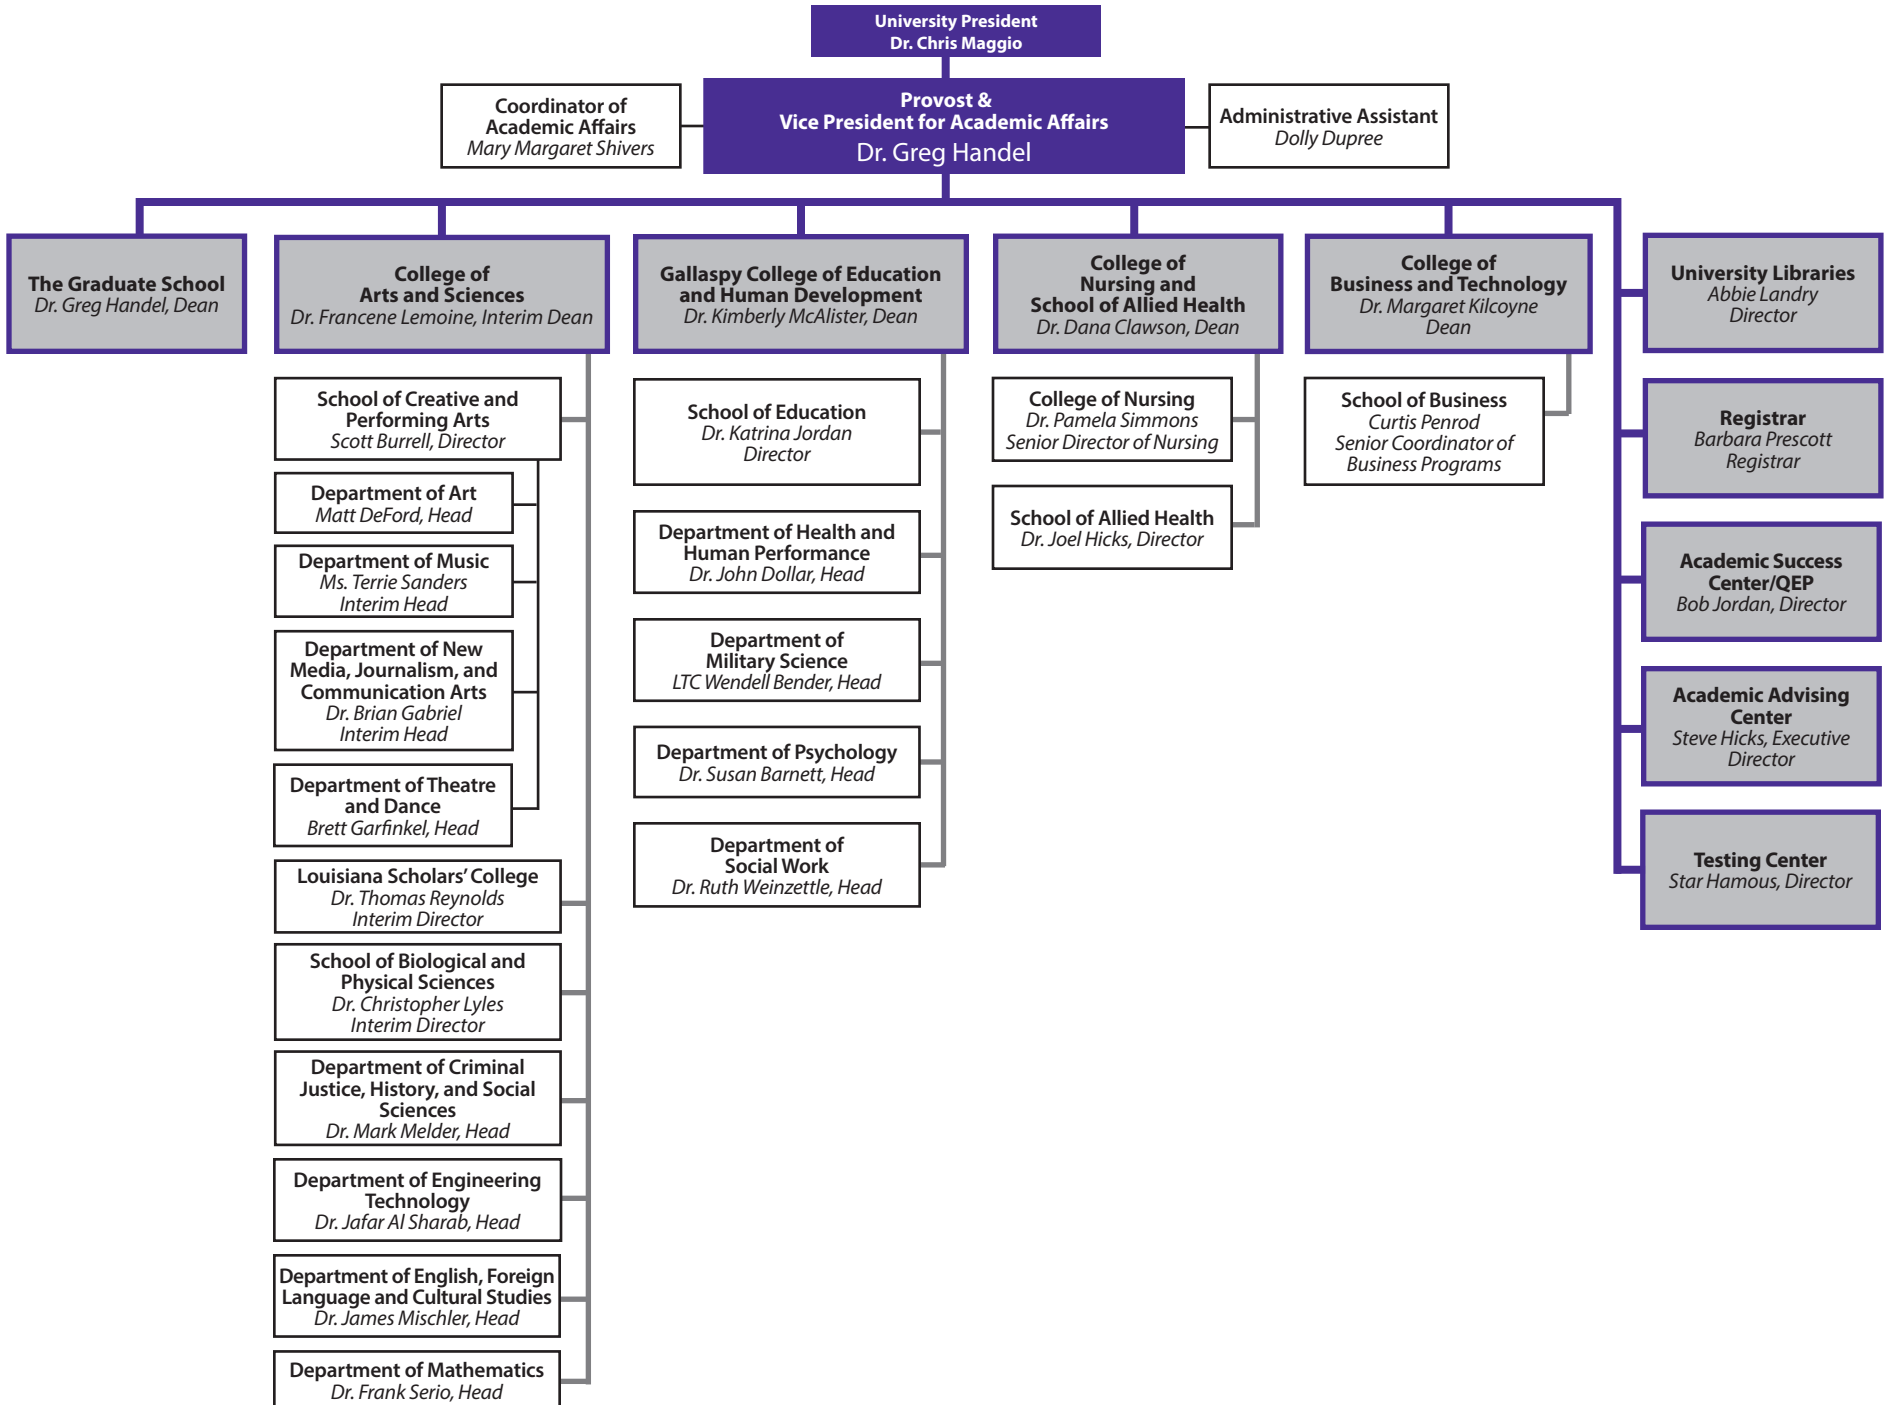 University President
Dr. Chris Maggio
Coordinator of
Academic Affairs
Mary Margaret Shivers
Provost &
Vice President for Academic Affairs
Dr. Greg Handel
Administrative Assistant
Dolly Dupree
The Graduate School
Dr. Greg Handel, Dean
College of
Arts and Sciences
Dr. Francene Lemoine, Interim Dean
Gallaspy College of Education
and Human Development
Dr. Kimberly McAlister, Dean
College of
Nursing and
School of Allied Health
Dr. Dana Clawson, Dean
College of
Business and Technology
Dr. Margaret Kilcoyne
Dean
University Libraries
Abbie Landry
Director
School of Creative and
Performing Arts
Scott Burrell, Director
Department of Art
Matt DeFord, Head
Department of Music
Ms. Terrie Sanders
Interim Head
Department of New
Media, Journalism, and
Communication Arts
Dr. Brian Gabriel
Interim Head
Department of Theatre
and Dance
Brett Garfinkel, Head
Louisiana Scholars’ College
Dr. Thomas Reynolds
Interim Director
School of Biological and
Physical Sciences
Dr. Christopher Lyles
Interim Director
Department of Criminal
Justice, History, and Social
Sciences
Dr. Mark Melder, Head
Department of Engineering
Technology
Dr. Jafar Al Sharab, Head
Department of English, Foreign
Language and Cultural Studies
Dr. James Mischler, Head
Department of Mathematics
Dr. Frank Serio, Head
School of Education
Dr. Katrina Jordan
Director
Department of Health and
Human Performance
Dr. John Dollar, Head
Department of
Military Science
LTC Wendell Bender, Head
Department of Psychology
Dr. Susan Barnett, Head
Department of
Social Work
Dr. Ruth Weinzettle, Head
College of Nursing
Dr. Pamela Simmons
Senior Director of Nursing
School of Allied Health
Dr. Joel Hicks, Director
School of Business
Curtis Penrod
Senior Coordinator of
Business Programs
Registrar
Barbara Prescott
Registrar
Academic Success
Center/QEP
Bob Jordan, Director
Academic Advising
Center
Steve Hicks, Executive
Director
Testing Center
Star Hamous, Director